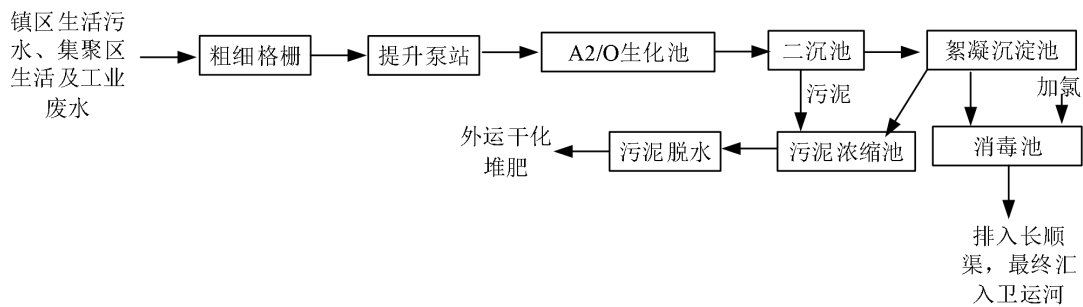 镇区生活污
水、集聚区
生活及工业
废水
粗细格栅
提升泵站
A2/O生化池
二沉池
絮凝沉淀池
污泥
加氯
外运干化
堆肥
污泥脱水
污泥浓缩池
消毒池
排入长顺
渠，最终汇
入卫运河